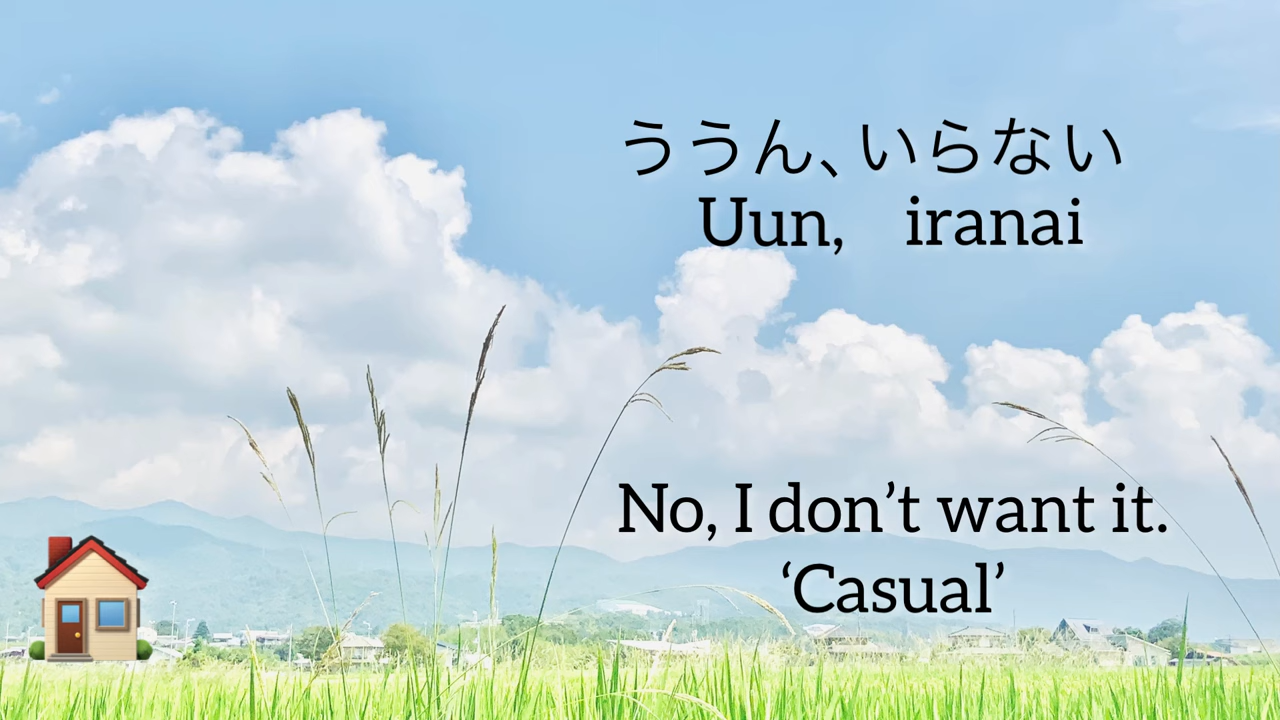 ううん、いらない
Uun, iranai
No, I don’t want it.
‘Casual’